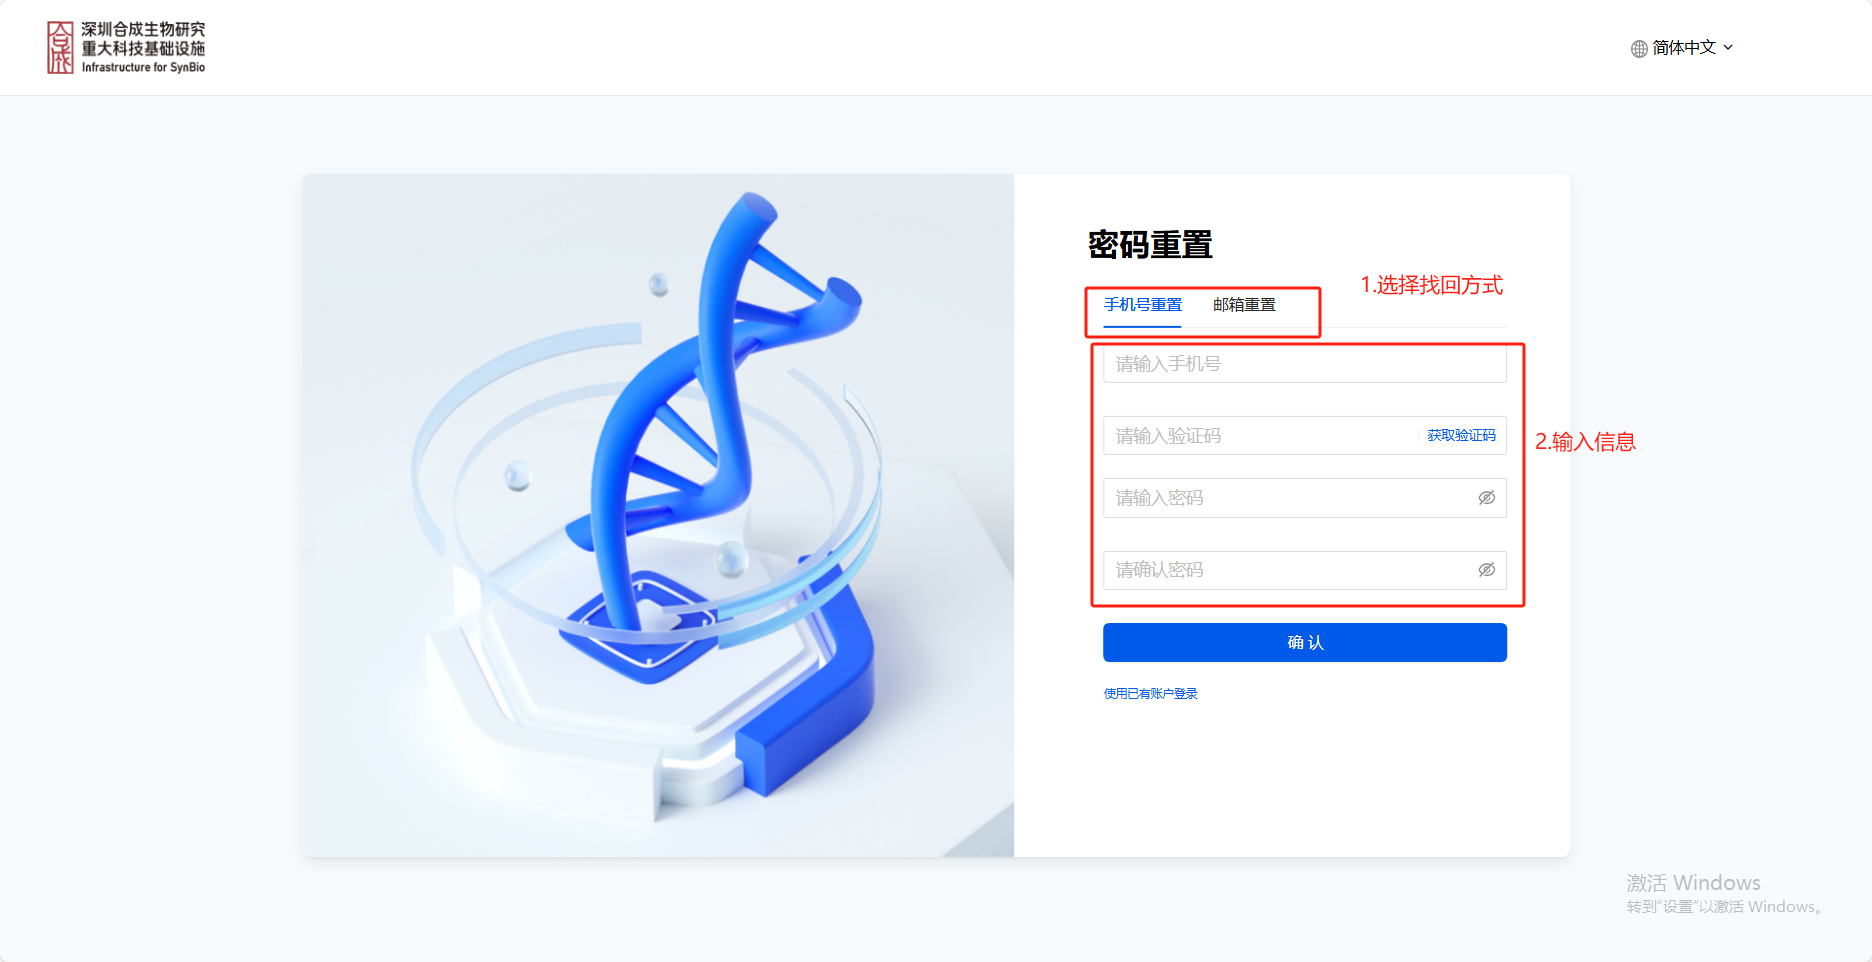 深圳合成生物研究
重大科技基础设施
Infrastructure for SynBio
简体中文
密码重置
1.选择找回方式
手机号重置 邮箱重置
请输入手机号
请输入验证码 获取验证码
2.输入信息
请输入密码
请确认密码
确 认
使用已有账户登录
激活 Windows
转到"设置"以激活 Windows。